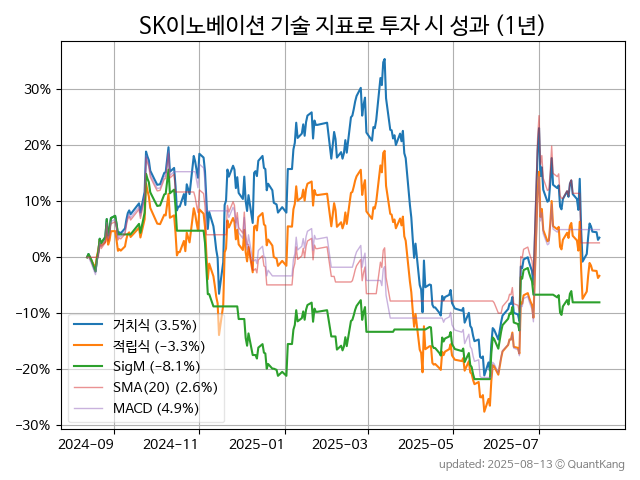 SK이노베이션 기술 지표로 투자 시 성과 (1년)
30%
20%
10%
0%
−10%
−20%
−30%
거치식 (3.5%)
적립식 (−3.3%)
SigM (−8.1%)
SMA(20) (2.6%)
MACD (4.9%)
2024-09 2024-11 2025-01 2025-03 2025-05 2025-07
updated: 2025-08-13 © QuantKang